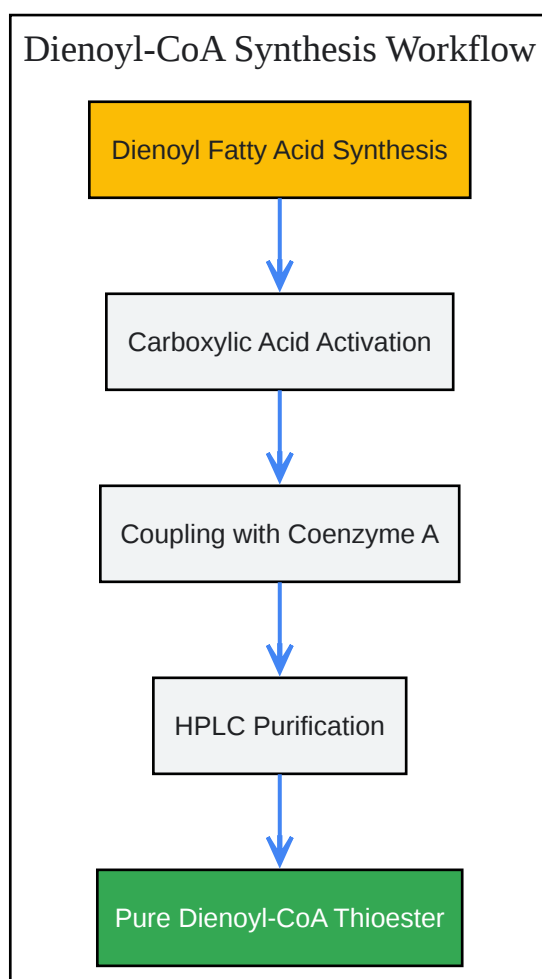 Dienoyl-CoA Synthesis Workflow
Dienoyl Fatty Acid Synthesis
Carboxylic Acid Activation
Coupling with Coenzyme A
HPLC Purification
Pure Dienoyl-CoA Thioester